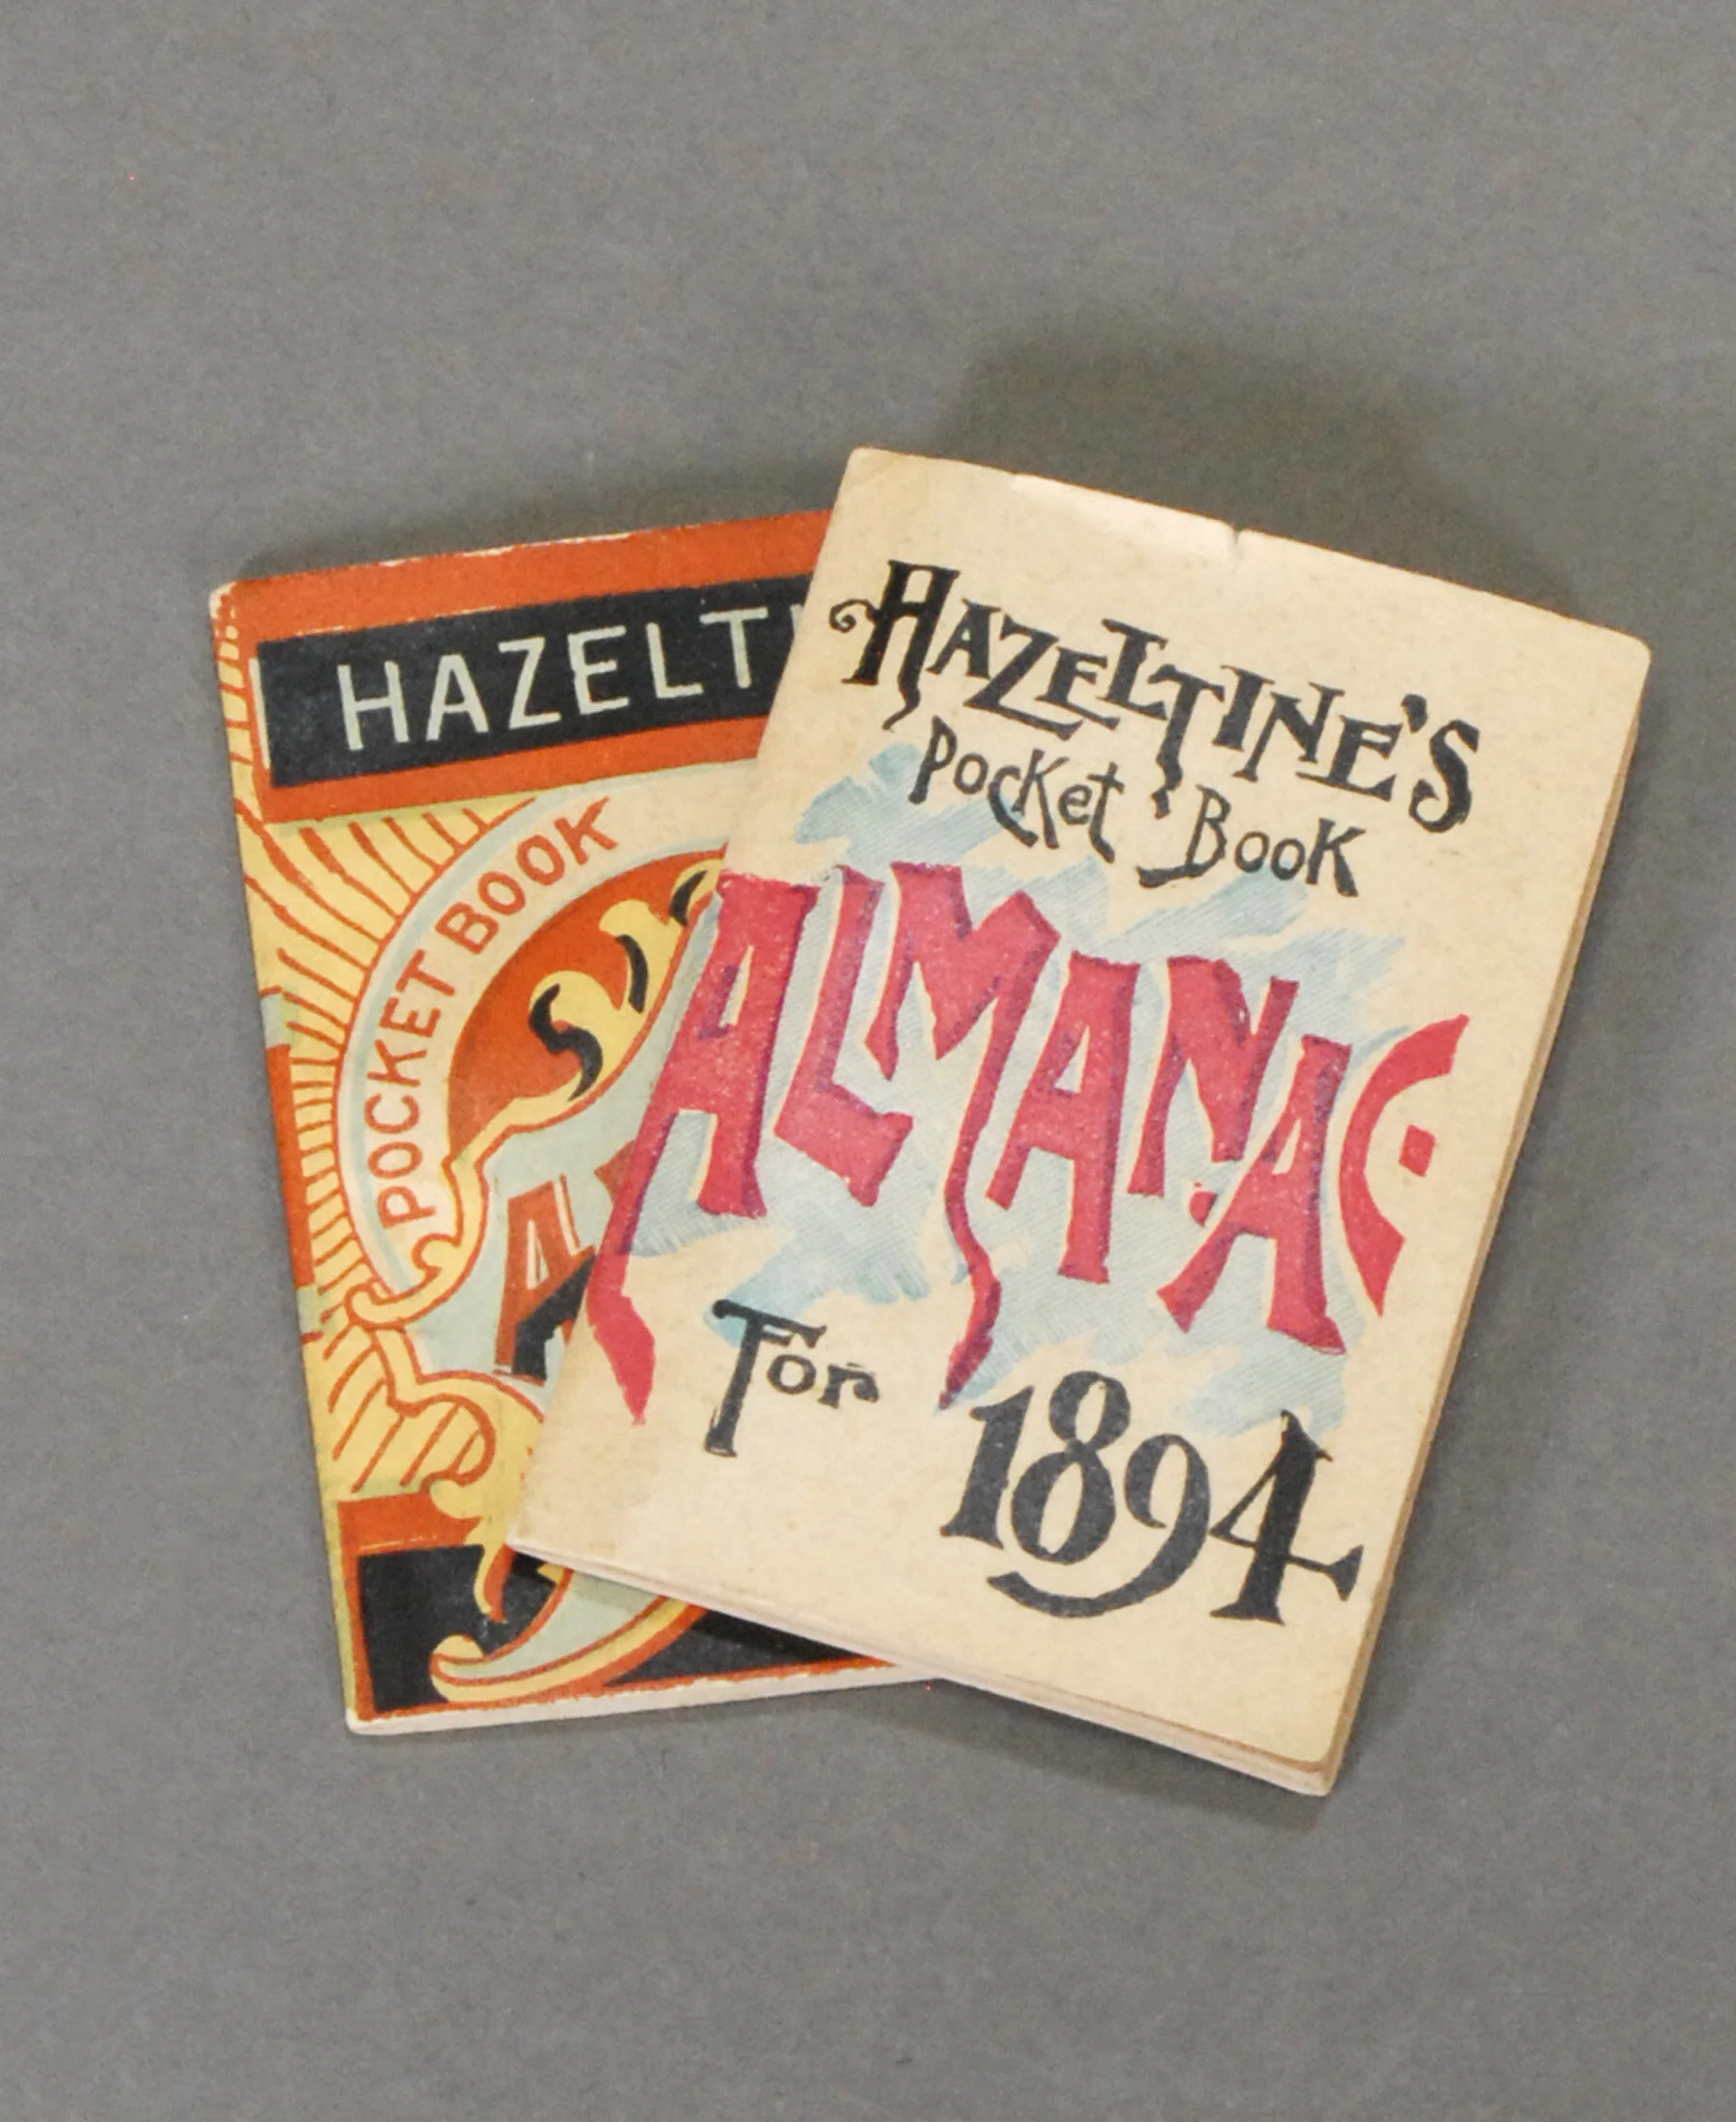 HAZELT
POCKET BOOK
A
HAZELTINE'S
Pocket Book
ALMANAC
For
1894